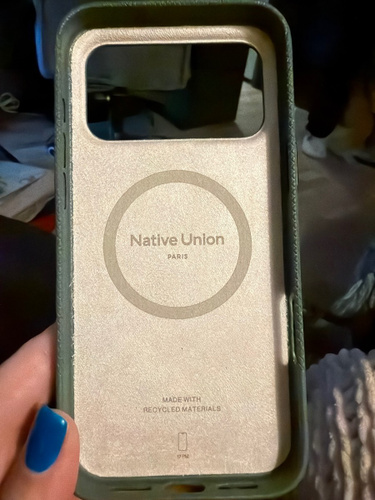 Native Union
PARIS
MADE WITH
RECYCLED MATERIALS